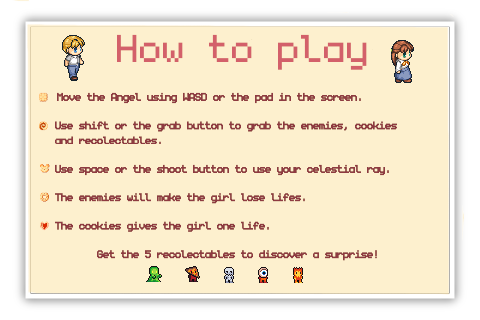 How to play
Move the Angel using WASD or the pad in the screen.
Use shift or the grab button to grab the enemies, cookies
and recolectables.
Use space or the shoot button to use your celestial ray.
The enemies will make the girl lose lifes.
The cookies gives the girl one life.
Get the 5 recolectables to discover a surprise!